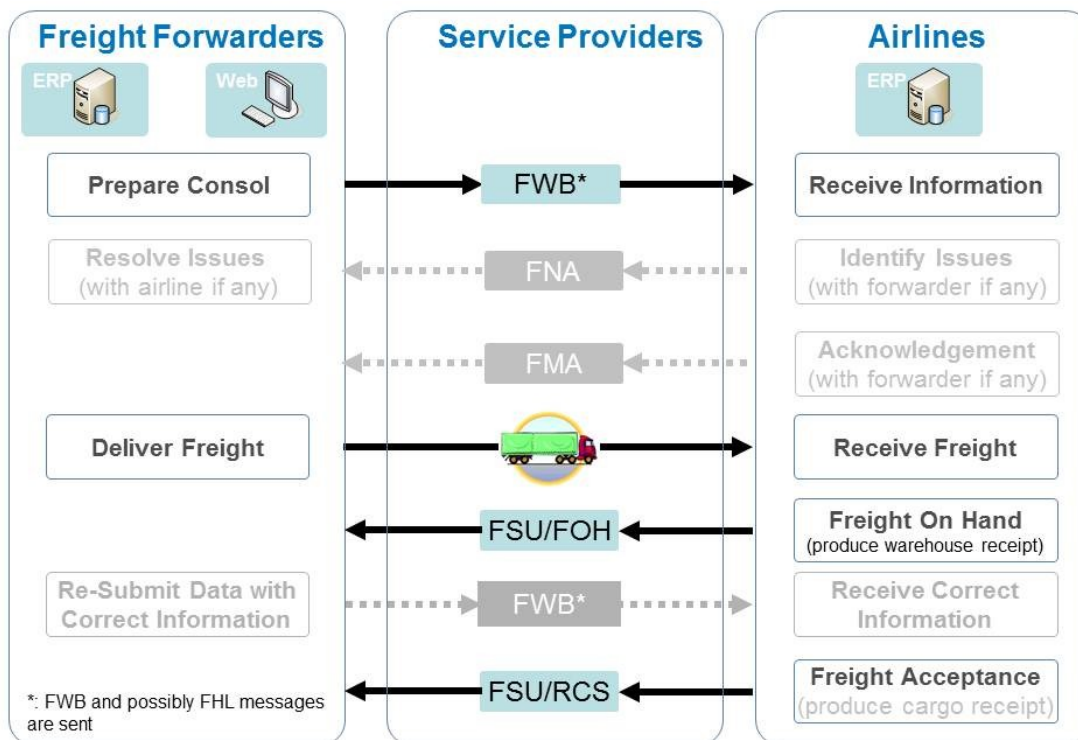 Freight Forwarders
Service Providers
Airlines
ERP
Web
ERP
Prepare Consol
FWB*
Receive Information
Resolve Issues
(with airline if any)
FNA
Identify Issues
(with forwarder if any)
FMA
Acknowledgement
(with forwarder if any)
Deliver Freight
Receive Freight
FSU/FOH
Freight On Hand
(produce warehouse receipt)
Re-Submit Data with
Correct Information
FWB*
Receive Correct
Information
FSU/RCS
Freight Acceptance
(produce cargo receipt)
*: FWB and possibly FHL messages
are sent